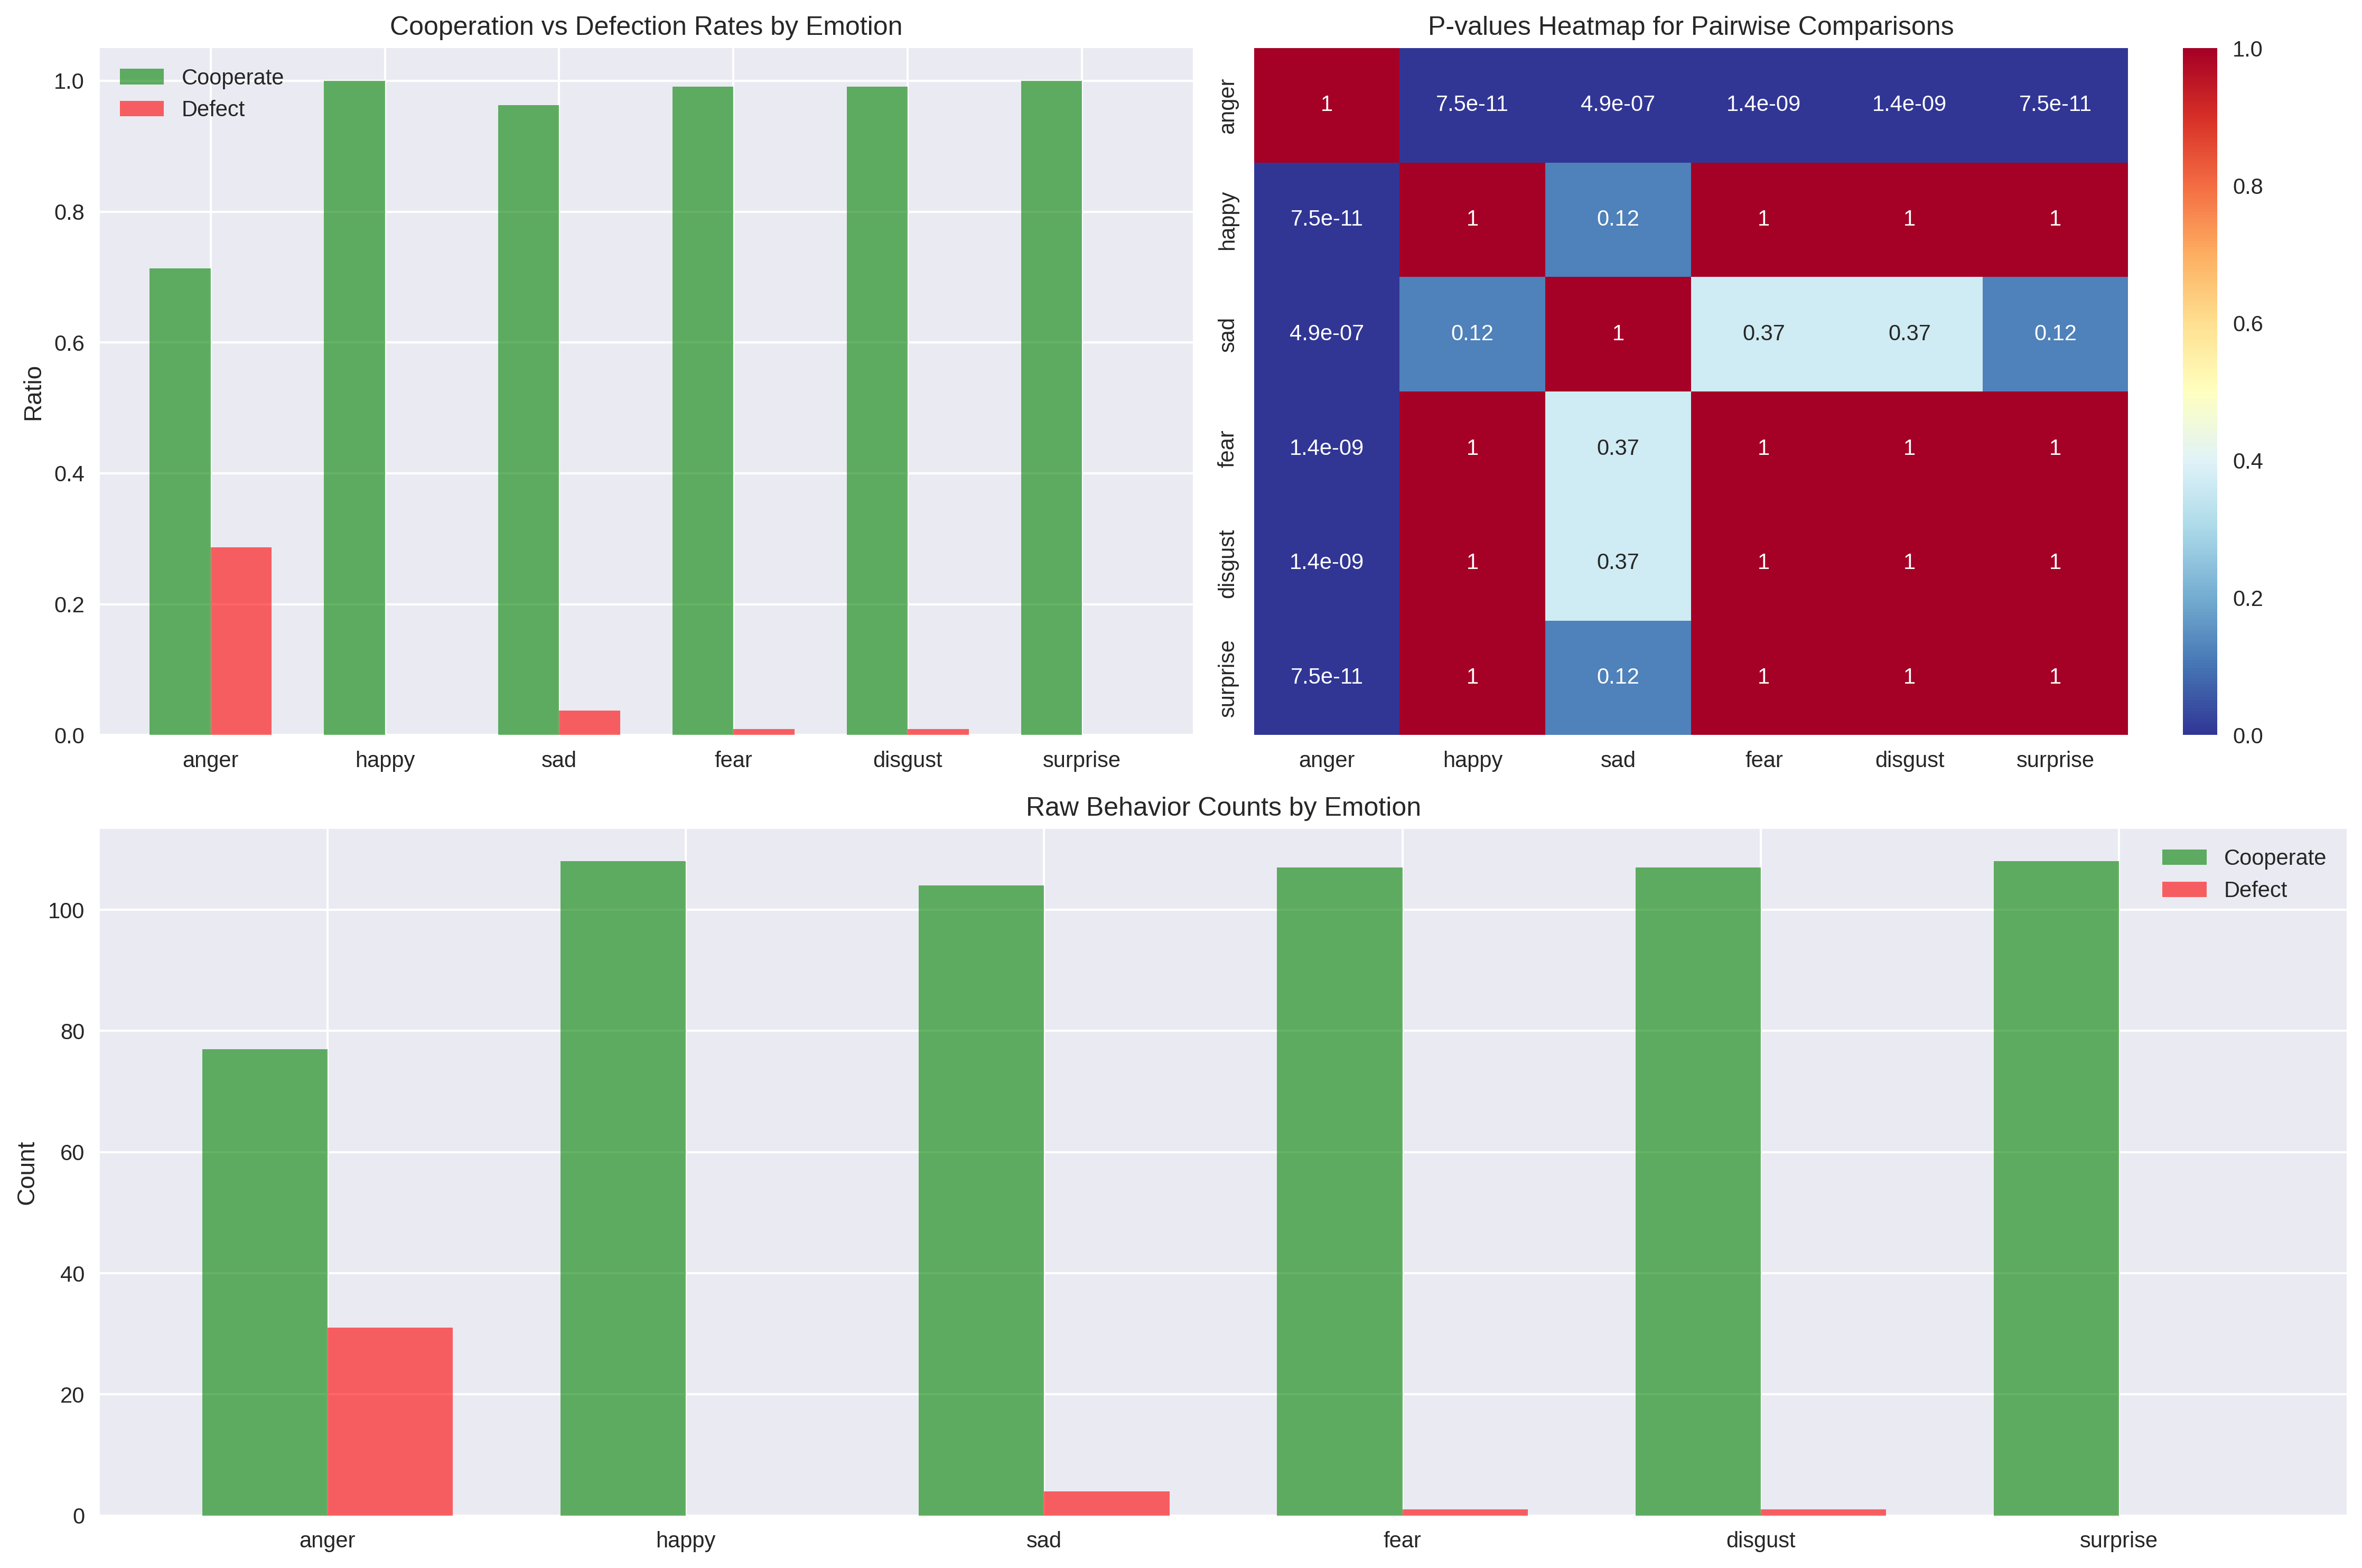 Cooperation vs Defection Rates by Emotion
Cooperate
Defect
Ratio
1.0
0.8
0.6
0.4
0.2
0.0
anger happy sad fear disgust surprise
P-values Heatmap for Pairwise Comparisons
anger 1 7.5e-11 4.9e-07 1.4e-09 1.4e-09 7.5e-11
happy 7.5e-11 1 0.12 1 1 1
sad 4.9e-07 0.12 1 0.37 0.37 0.12
fear 1.4e-09 1 0.37 1 1 1
disgust 1.4e-09 1 0.37 1 1 1
surprise 7.5e-11 1 0.12 1 1 1
anger happy sad fear disgust surprise
1.0
0.8
0.6
0.4
0.2
0.0
Raw Behavior Counts by Emotion
Cooperate
Defect
Count
100
80
60
40
20
0
anger happy sad fear disgust surprise